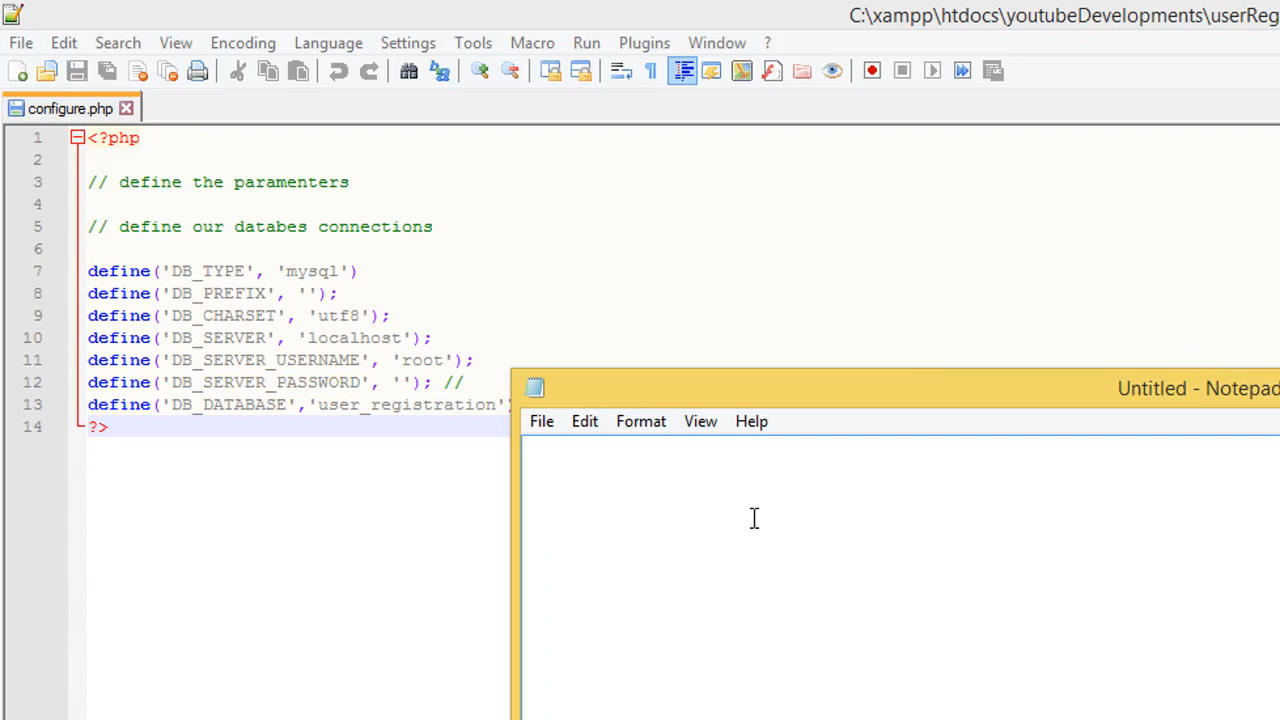 C:\xampp\htdocs\youtubeDevelopments\userReg
File Edit Search View Encoding Language Settings Tools Macro Run Plugins Window ?
configure.php
1 <?php
2
3 // define the paramenters
4
5 // define our databes connections
6
7 define('DB_TYPE', 'mysql')
8 define('DB_PREFIX', '');
9 define('DB_CHARSET', 'utf8');
10 define('DB_SERVER', 'localhost');
11 define('DB_SERVER_USERNAME', 'root');
12 define('DB_SERVER_PASSWORD', ''); //
13 define('DB_DATABASE','user_registration')
14 ?>
Untitled - Notepad
File Edit Format View Help